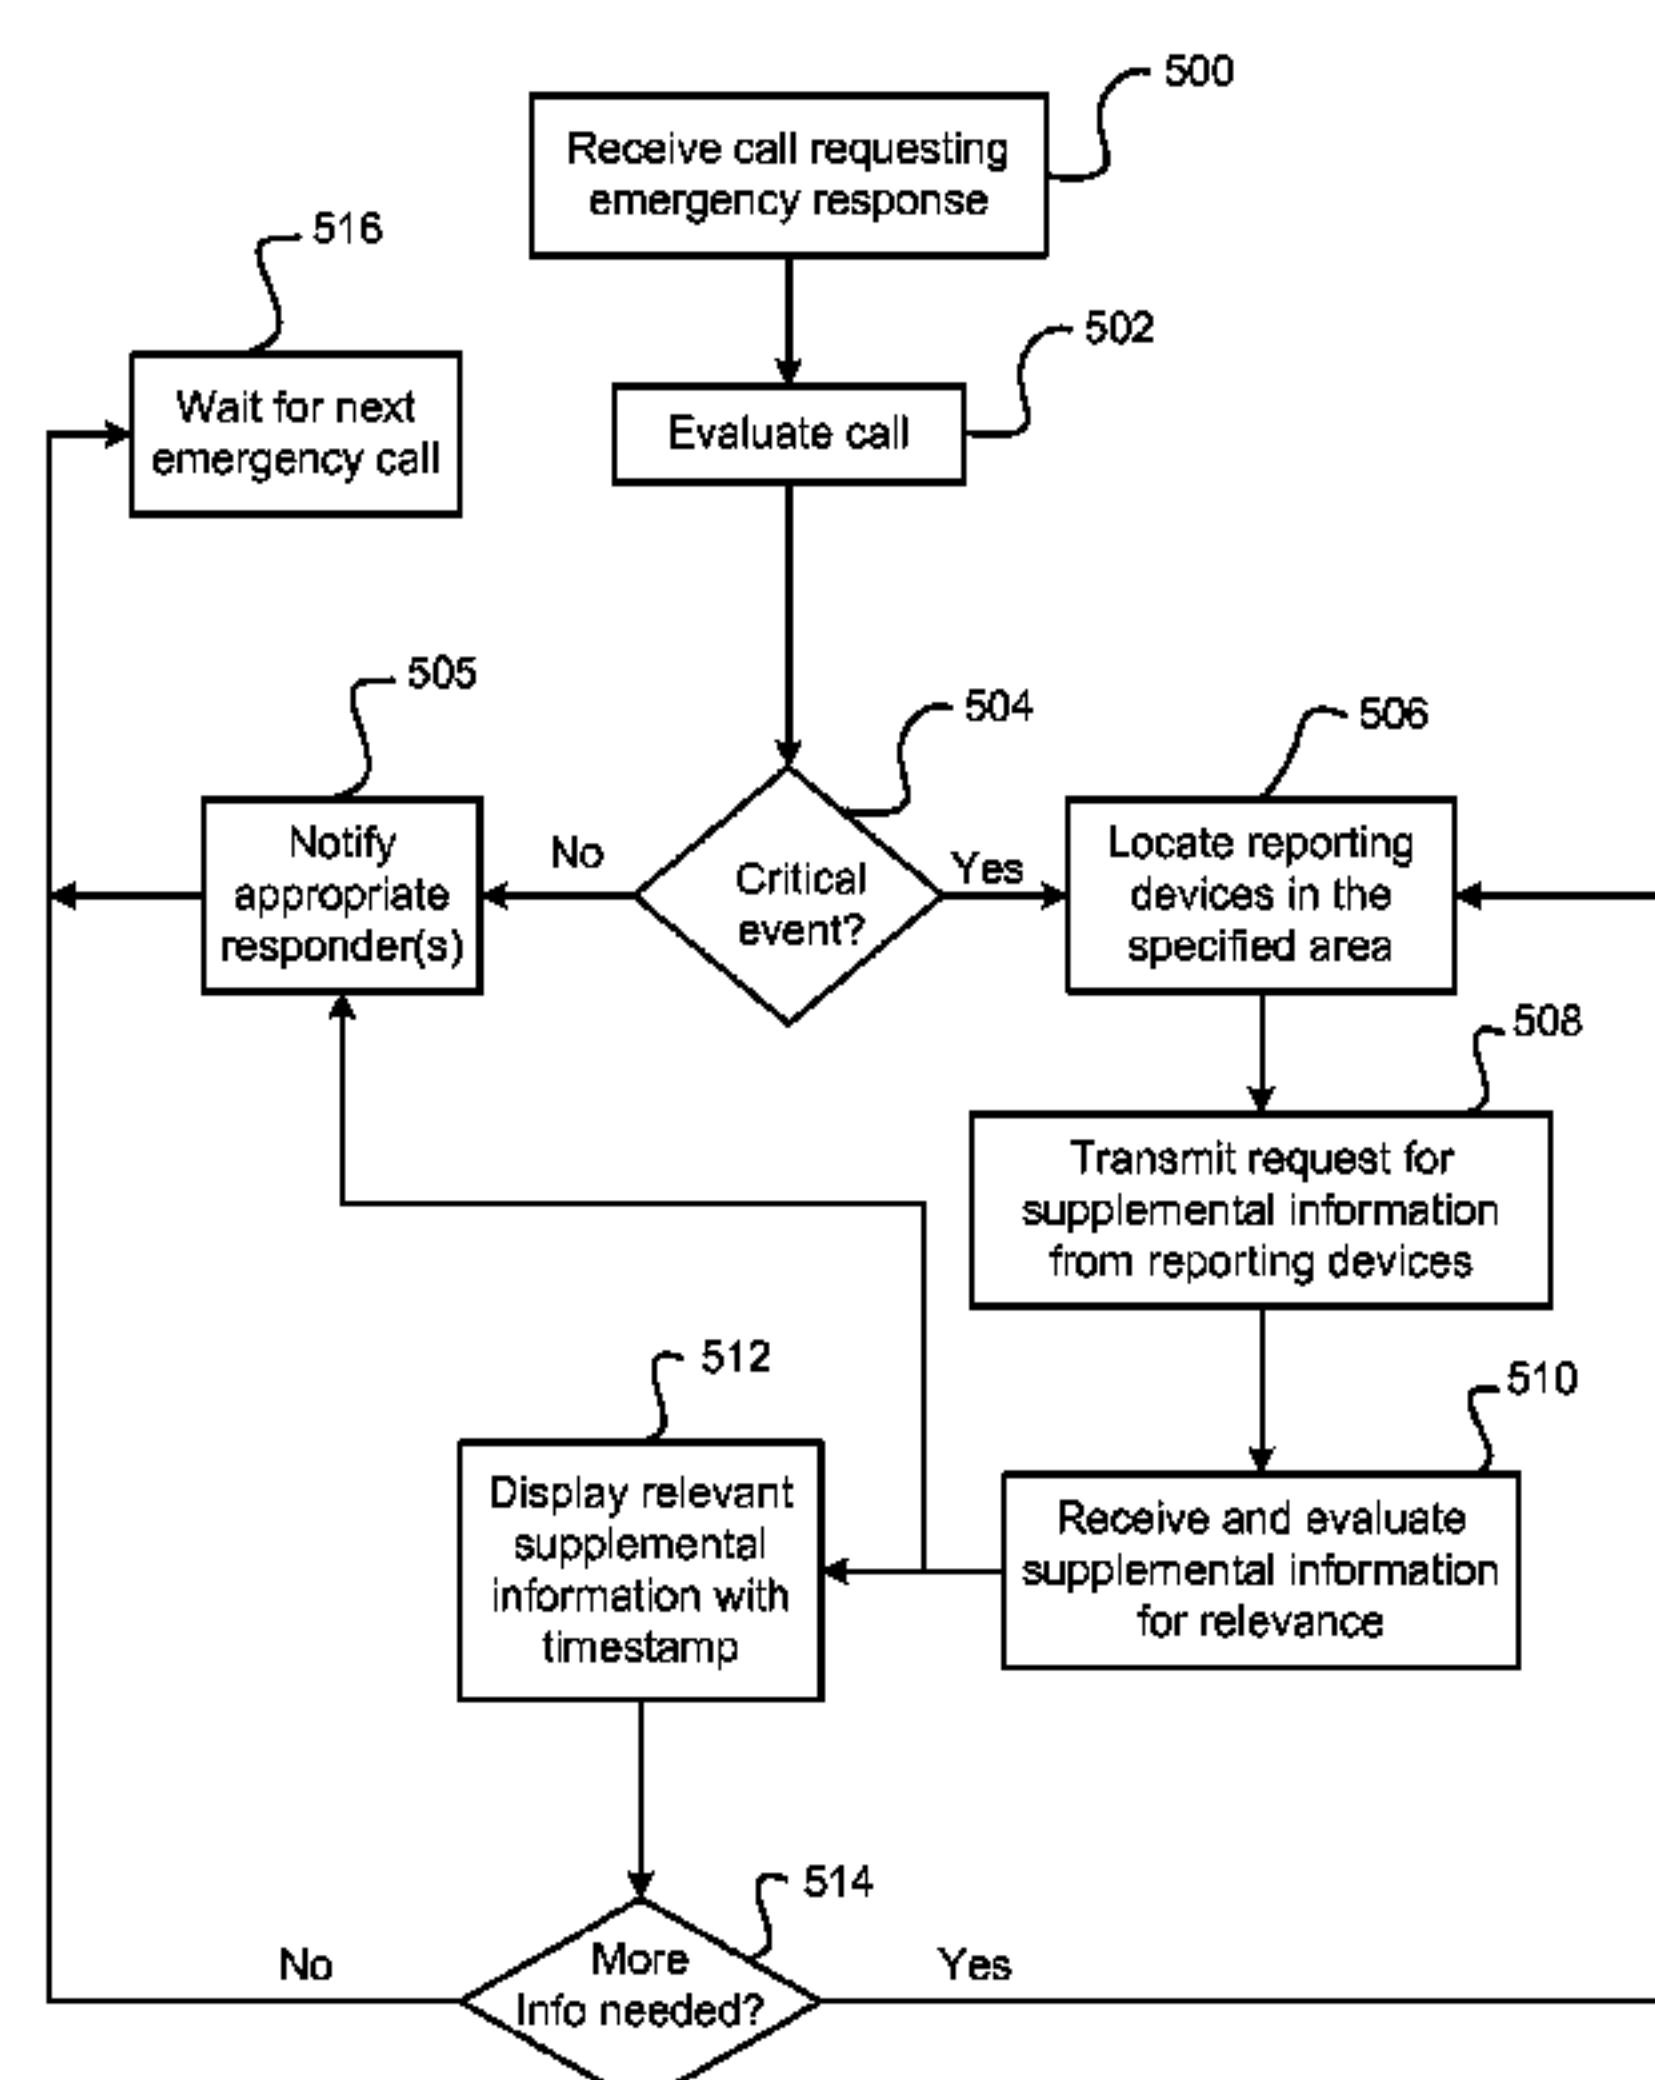 500
Receive call requesting
emergency response
516
502
Wait for next
emergency call
Evaluate call
505
504
506
Notify
appropriate
responder(s)
No
Critical
event?
Yes
Locate reporting
devices in the
specified area
508
Transmit request for
supplemental information
from reporting devices
512
510
Display relevant
supplemental
information with
timestamp
Receive and evaluate
supplemental information
for relevance
514
No
More
Info needed?
Yes